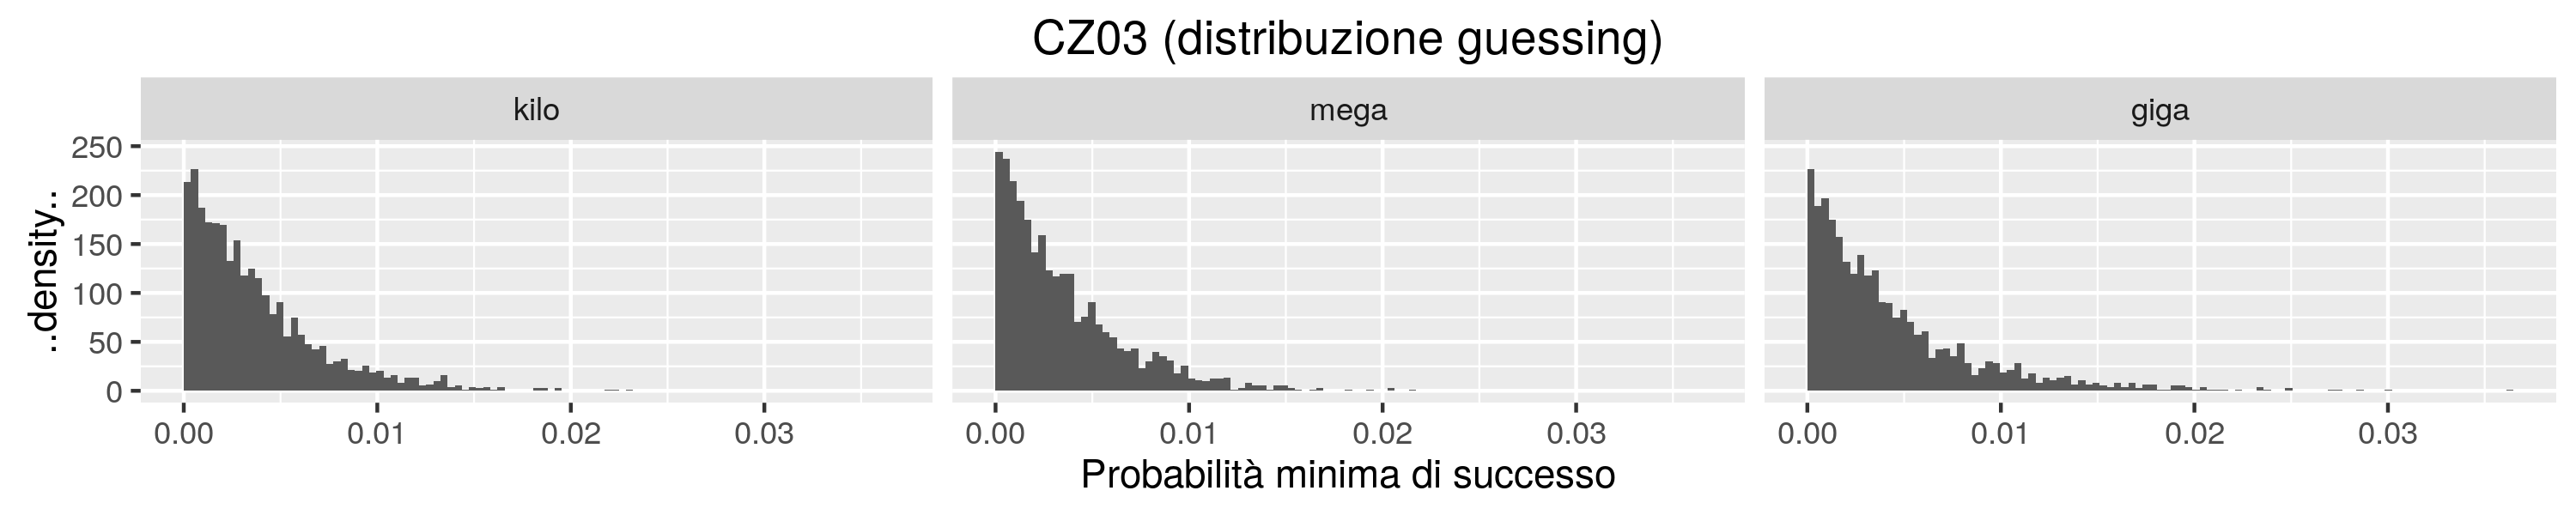 CZ03 (distribuzione guessing)
kilo mega giga
..density..
250
200
150
100
50
0
0.00 0.01 0.02 0.03 0.00 0.01 0.02 0.03 0.00 0.01 0.02 0.03
Probabilità minima di successo